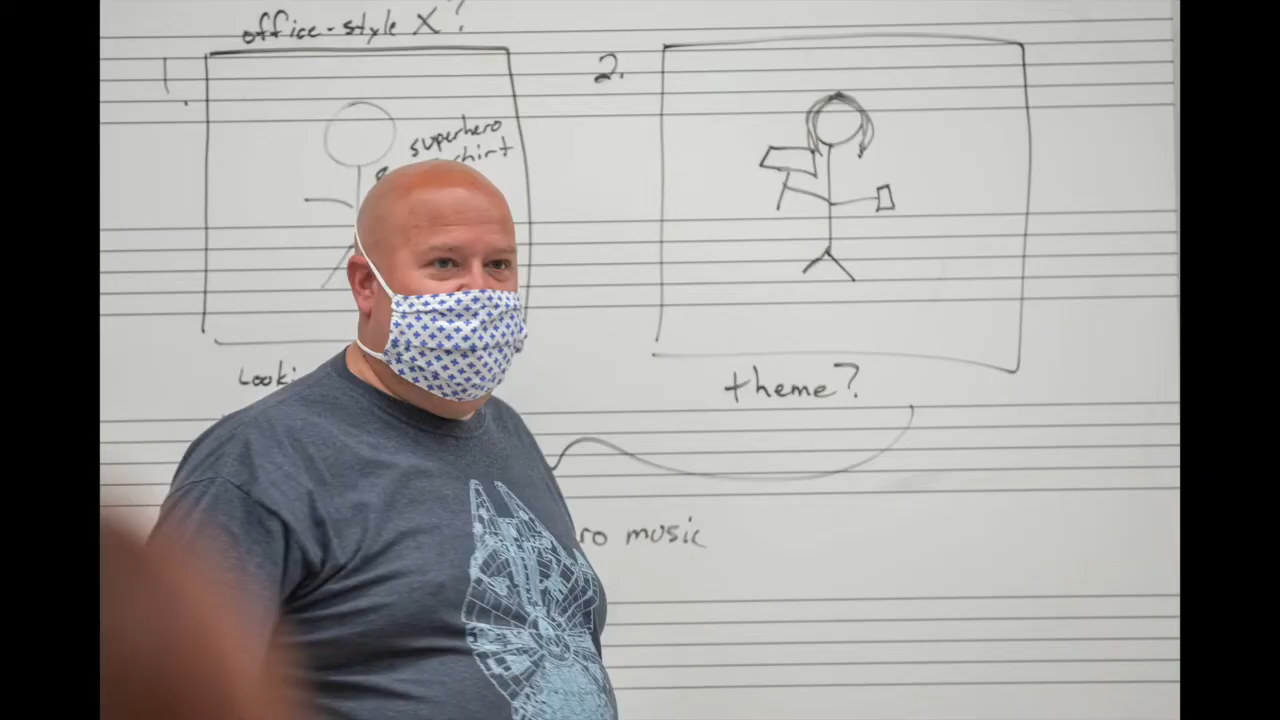 office-style X?
1.
2.
superhero
shirt
Looki
theme?
ro music